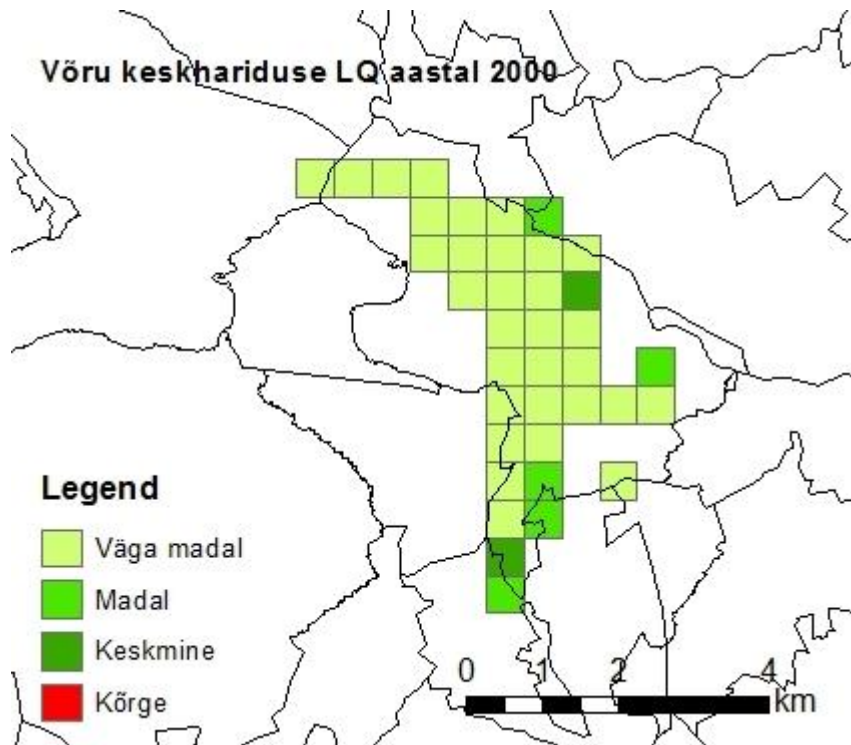 Võru keskhariduse LQ aastal 2000
Legend
Väga madal
Madal
Keskmine
Kõrge
0 1 2 4
km